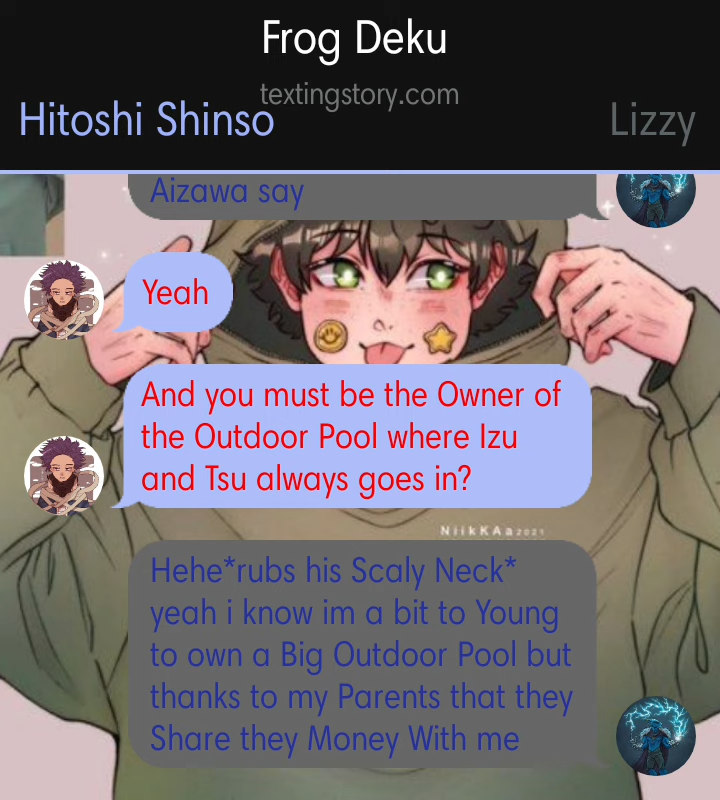 Frog Deku
textingstory.com
Hitoshi Shinso
Lizzy
Aizawa say
Yeah
And you must be the Owner of
the Outdoor Pool where Izu
and Tsu always goes in?
NiikKAa2021
Hehe*rubs his Scaly Neck*
yeah i know im a bit to Young
to own a Big Outdoor Pool but
thanks to my Parents that they
Share they Money With me